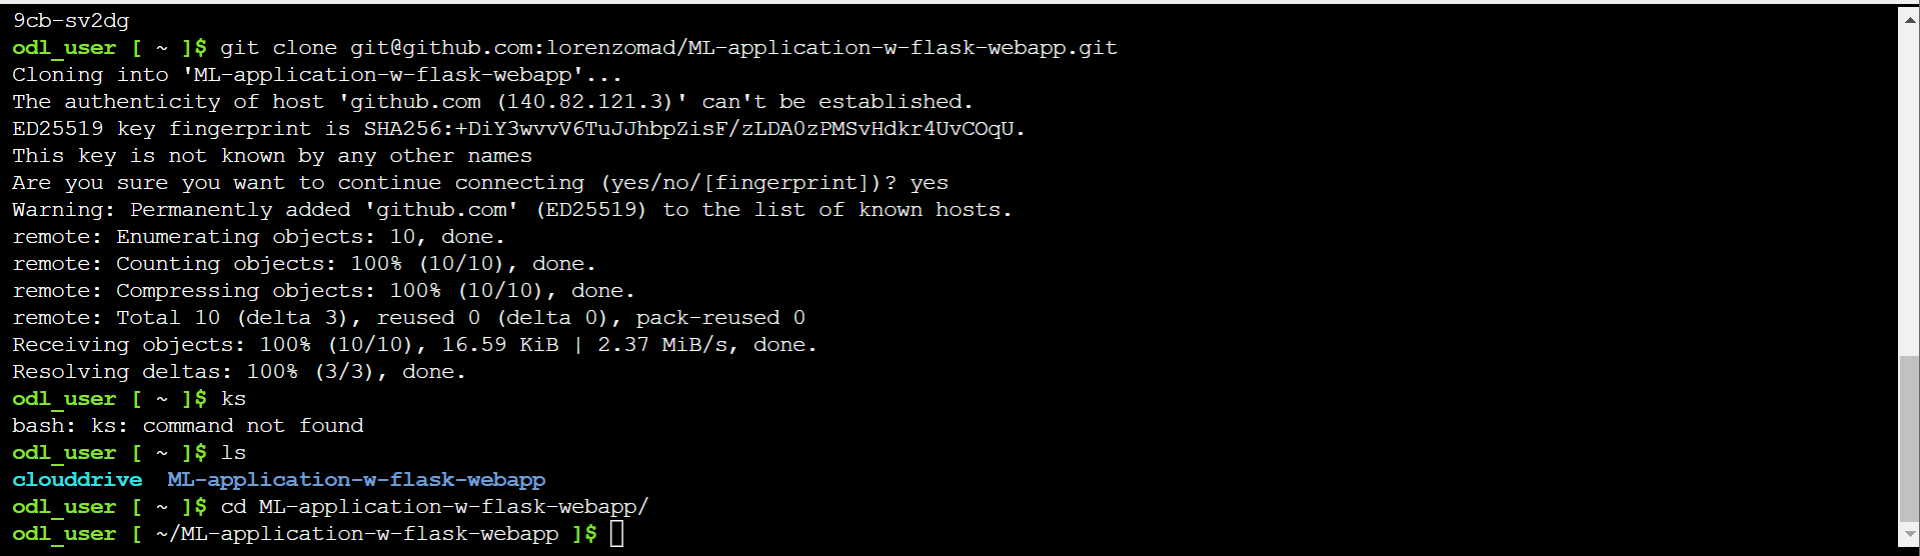 9cb-sv2dg
odl_user [ ~ ]$ git clone git@github.com:lorenzomad/ML-application-w-flask-webapp.git
Cloning into 'ML-application-w-flask-webapp'...
The authenticity of host 'github.com (140.82.121.3)' can't be established.
ED25519 key fingerprint is SHA256:+DiY3wvvV6TuJJhbpZisF/zLDA0zPMSvHdkr4UvCOqU.
This key is not known by any other names
Are you sure you want to continue connecting (yes/no/[fingerprint])? yes
Warning: Permanently added 'github.com' (ED25519) to the list of known hosts.
remote: Enumerating objects: 10, done.
remote: Counting objects: 100% (10/10), done.
remote: Compressing objects: 100% (10/10), done.
remote: Total 10 (delta 3), reused 0 (delta 0), pack-reused 0
Receiving objects: 100% (10/10), 16.59 KiB | 2.37 MiB/s, done.
Resolving deltas: 100% (3/3), done.
odl_user [ ~ ]$ ks
bash: ks: command not found
odl_user [ ~ ]$ ls
clouddrive  ML-application-w-flask-webapp
odl_user [ ~ ]$ cd ML-application-w-flask-webapp/
odl_user [ ~/ML-application-w-flask-webapp ]$